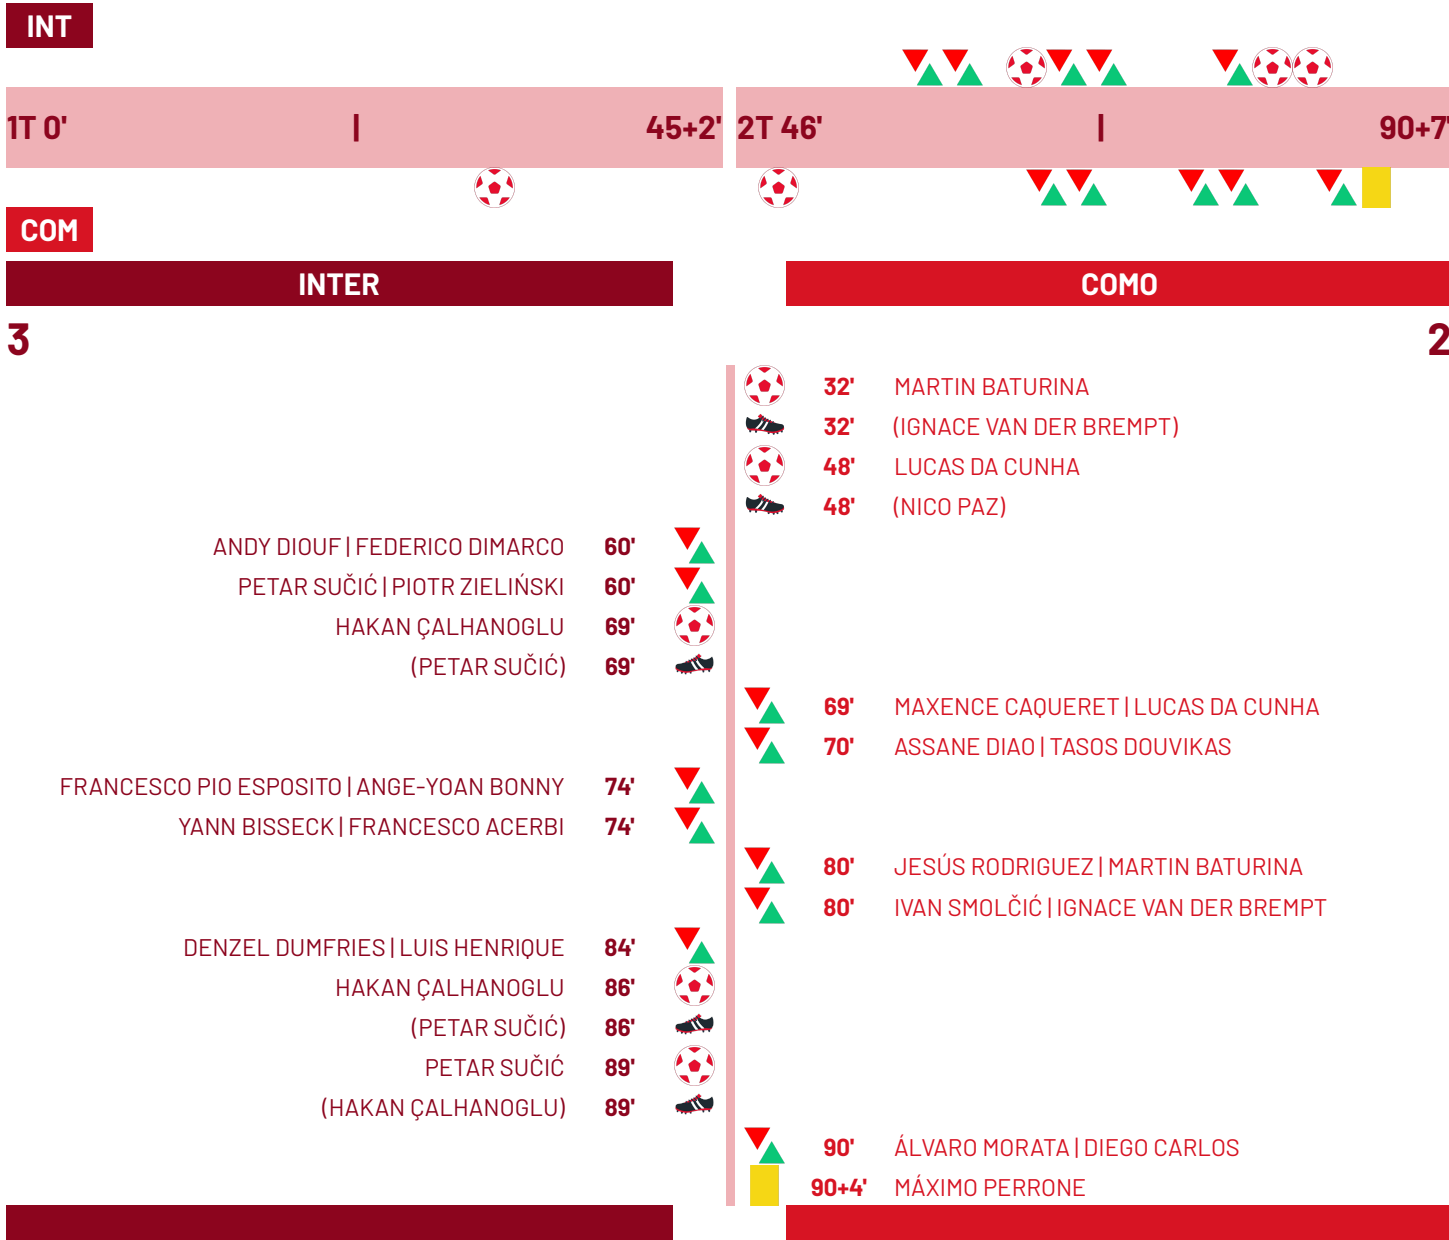 INT
1T 0' | 45+2' 2T 46' | 90+7'
COM
INTER COMO
3 2
32' MARTIN BATURINA
32' (IGNACE VAN DER BREMPT)
48' LUCAS DA CUNHA
48' (NICO PAZ)
ANDY DIOUF | FEDERICO DIMARCO 60'
PETAR SUČIĆ | PIOTR ZIELIŃSKI 60'
HAKAN ÇALHANOGLU 69'
(PETAR SUČIĆ) 69'
69' MAXENCE CAQUERET | LUCAS DA CUNHA
70' ASSANE DIAO | TASOS DOUVIKAS
FRANCESCO PIO ESPOSITO | ANGE-YOAN BONNY 74'
YANN BISSECK | FRANCESCO ACERBI 74'
80' JESÚS RODRIGUEZ | MARTIN BATURINA
80' IVAN SMOLČIĆ | IGNACE VAN DER BREMPT
DENZEL DUMFRIES | LUIS HENRIQUE 84'
HAKAN ÇALHANOGLU 86'
(PETAR SUČIĆ) 86'
PETAR SUČIĆ 89'
(HAKAN ÇALHANOGLU) 89'
90' ÁLVARO MORATA | DIEGO CARLOS
90+4' MÁXIMO PERRONE